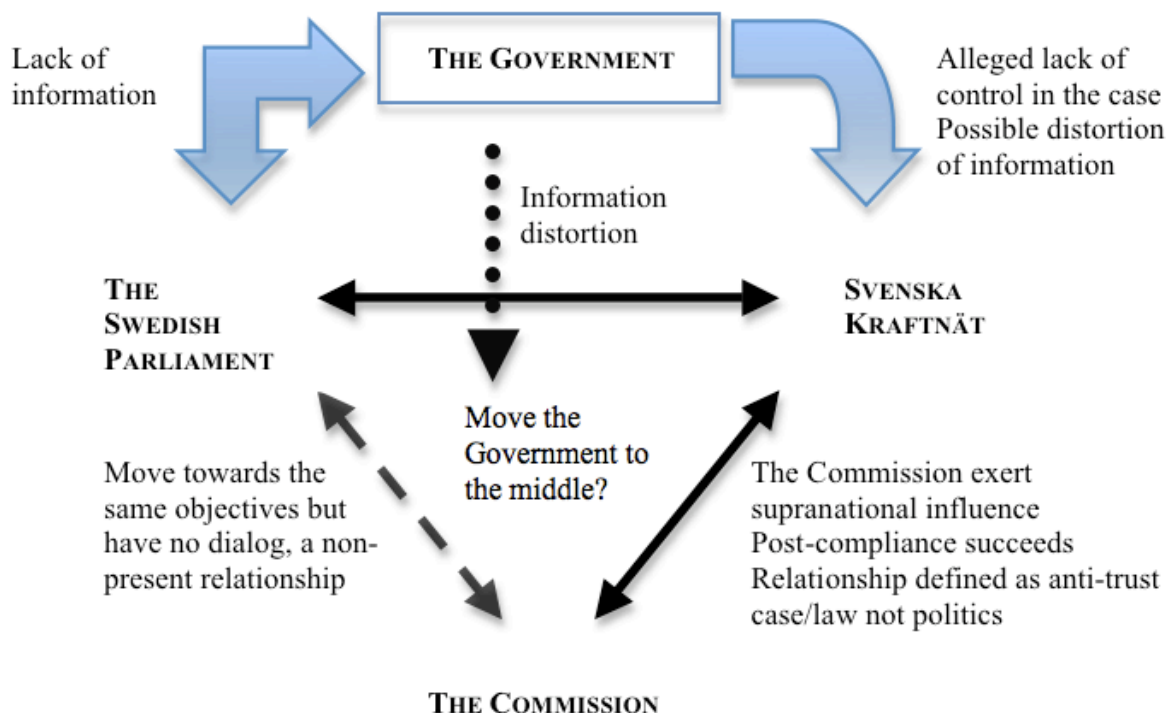 Lack of
information
THE GOVERNMENT
Alleged lack of
control in the case
Possible distortion
of information
Information
distortion
THE
SWEDISH
PARLIAMENT
SVENSKA
KRAFTNÄT
Move the
Government to
the middle?
Move towards the
same objectives but
have no dialog, a non-
present relationship
The Commission exert
supranational influence
Post-compliance succeeds
Relationship defined as anti-trust
case/law not politics
THE COMMISSION